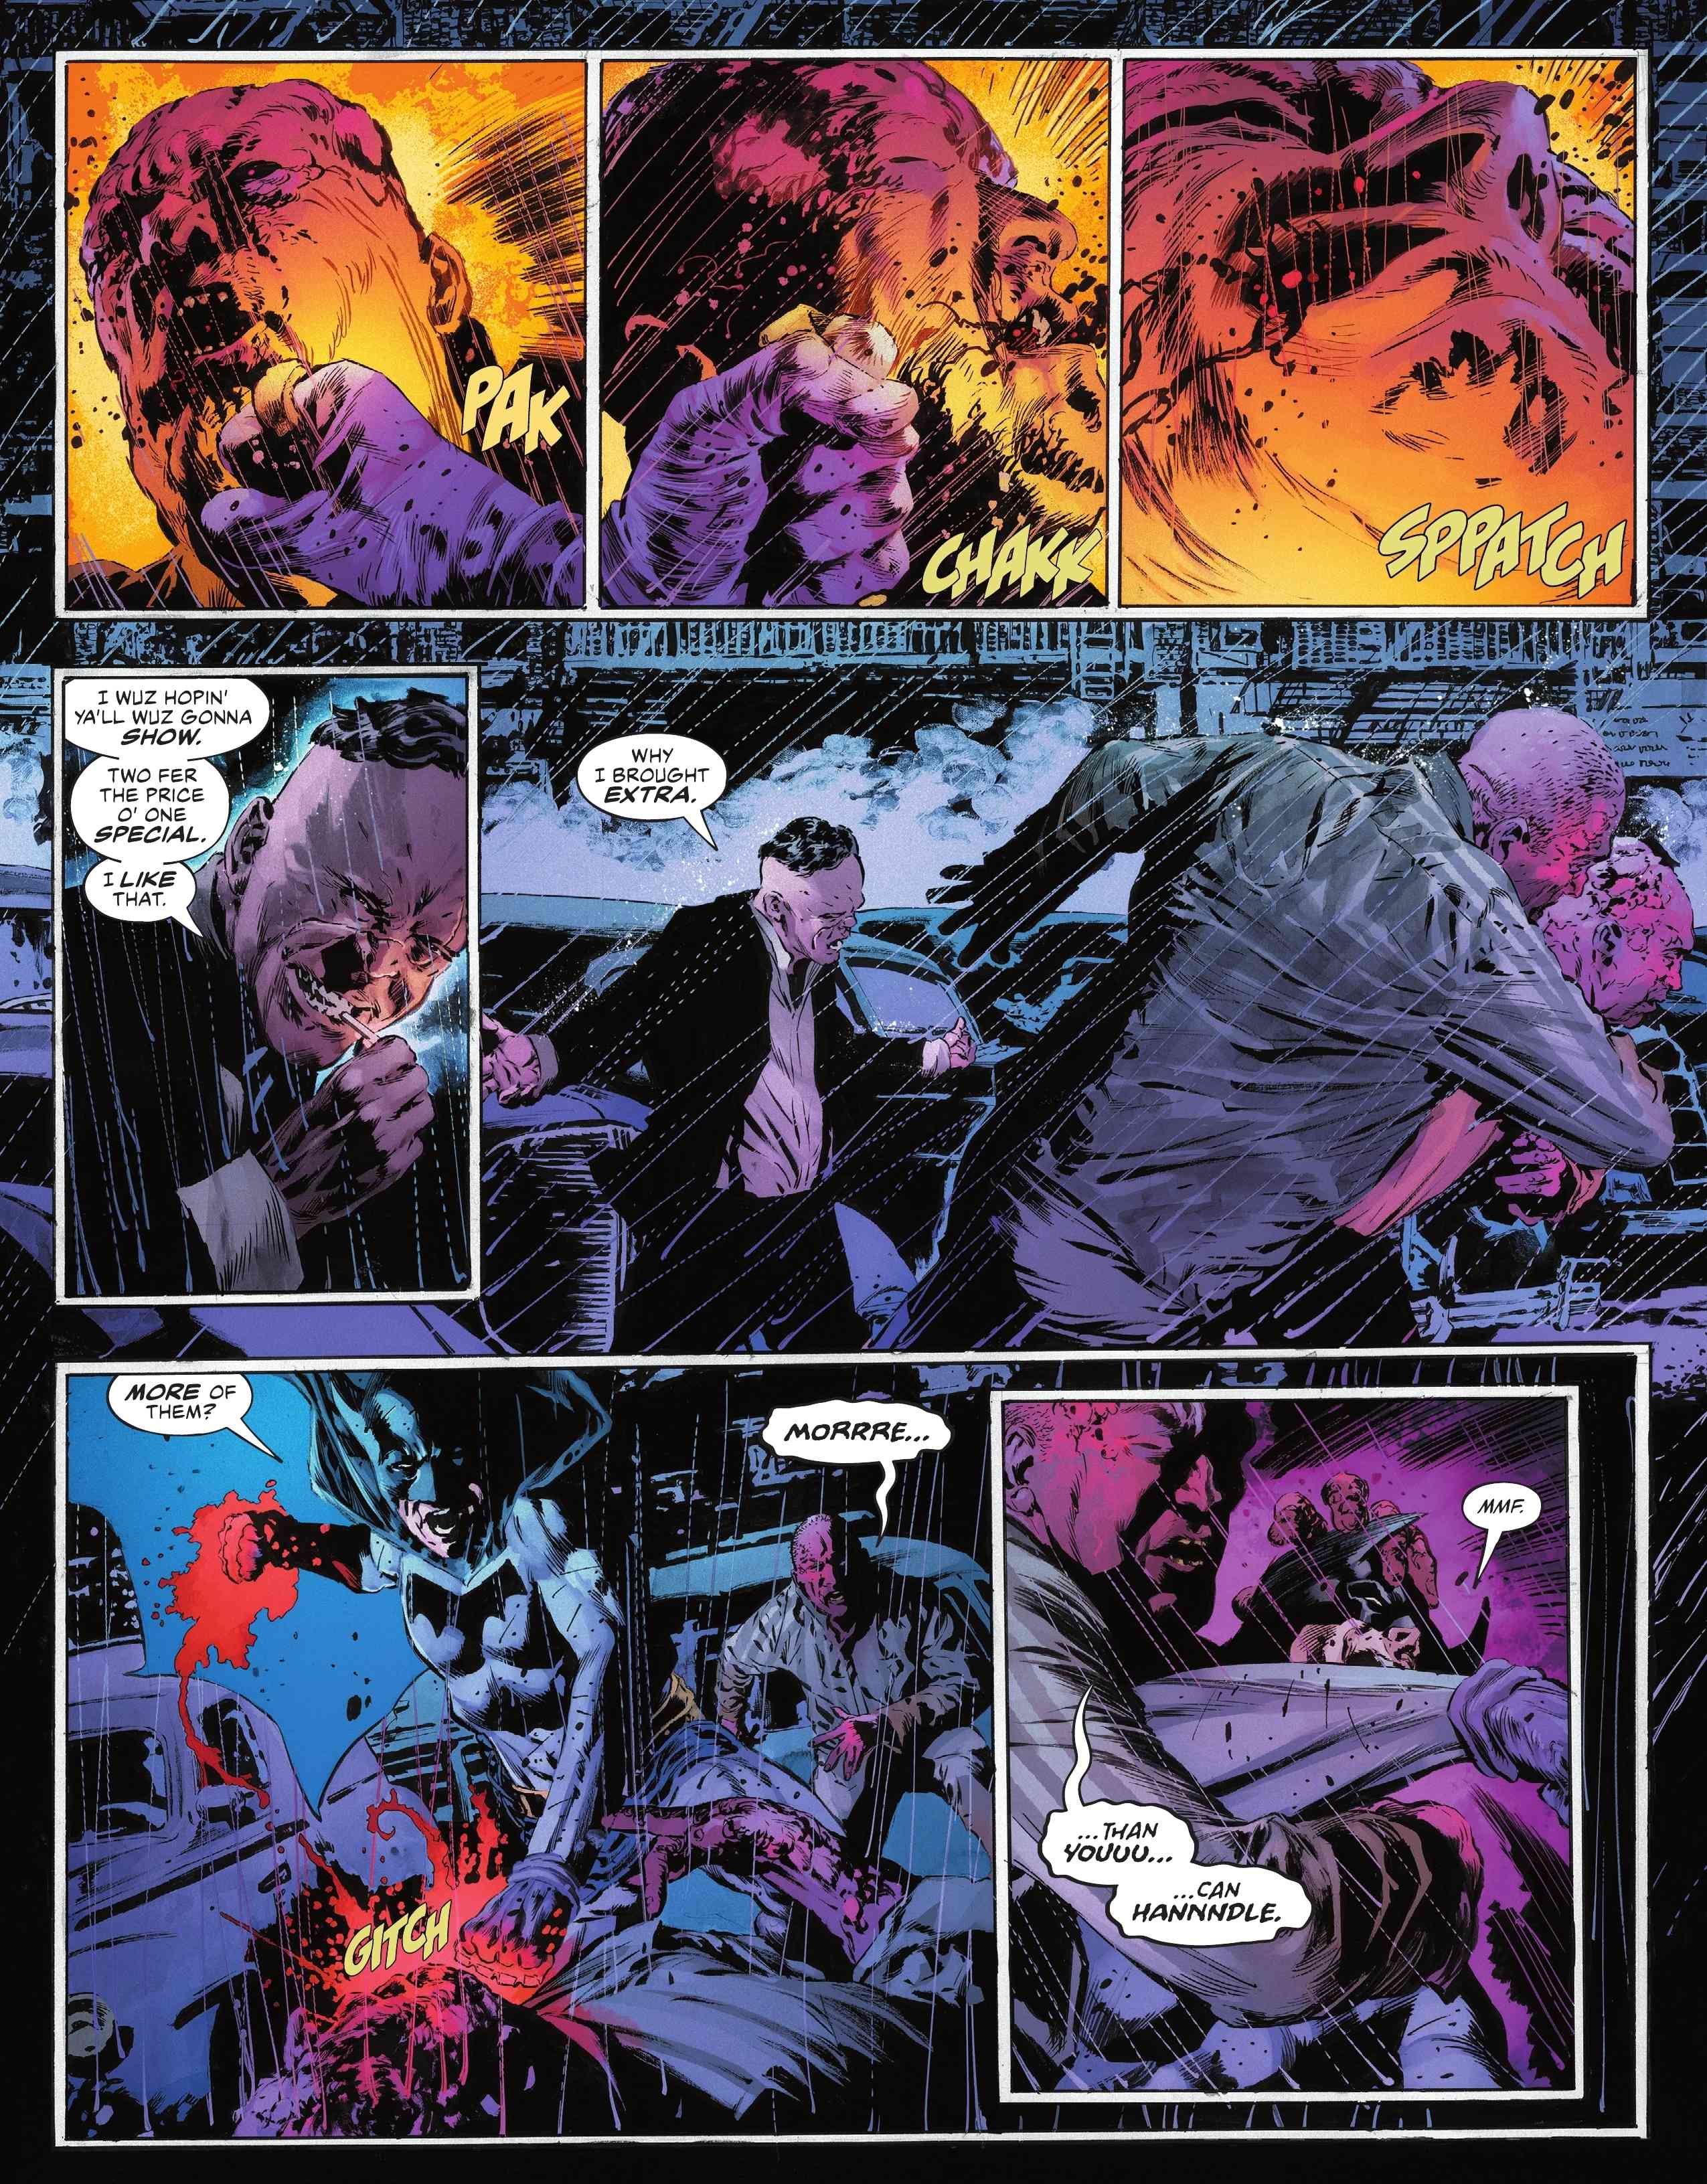 PAK
CHAKK
SPPATCH
I WUZ HOPIN'
YA'LL WUZ GONNA
SHOW.
TWO FER
THE PRICE
O' ONE
SPECIAL.
I LIKE
THAT.
WHY
I BROUGHT
EXTRA.
MORE OF
THEM?
MORRRE...
GITCH
MMF.
...THAN
YOUUU...
...CAN
HANNNDLE.